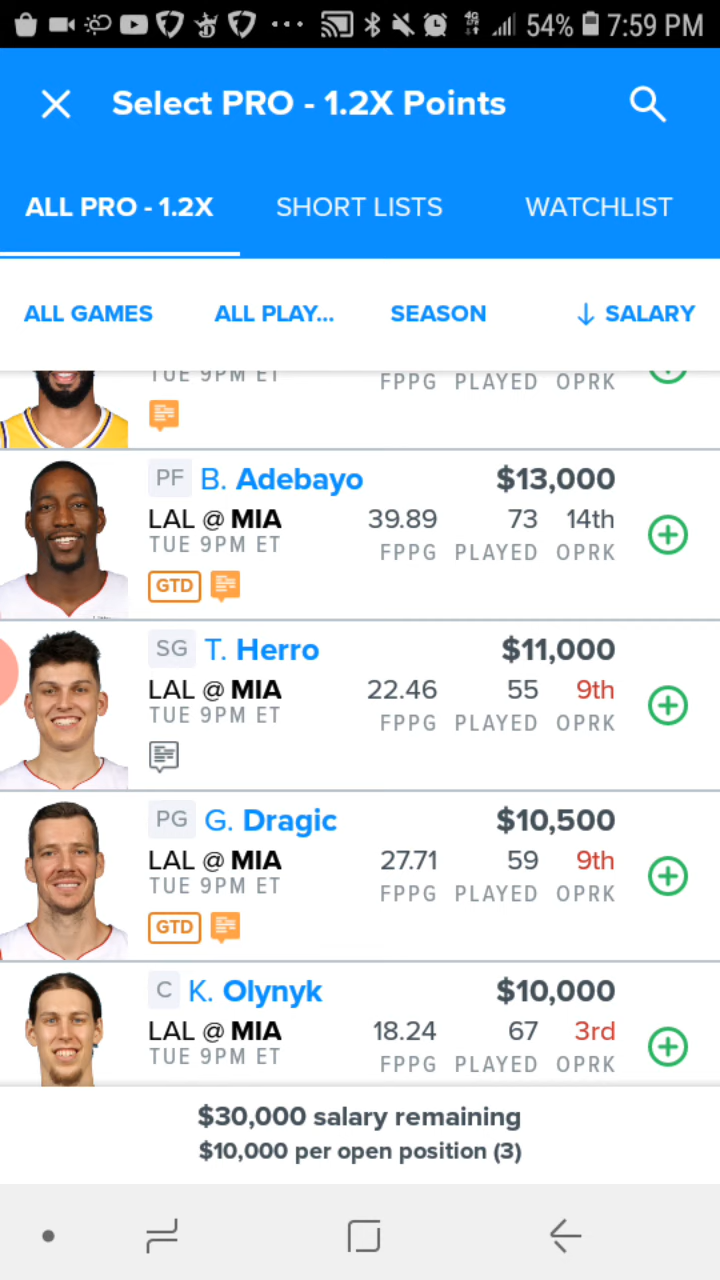 54% 7:59 PM
Select PRO - 1.2X Points
ALL PRO - 1.2X SHORT LISTS WATCHLIST
ALL GAMES ALL PLAY... SEASON ↓ SALARY
TUE 9PM ET FPPG PLAYED OPRK
PF B. Adebayo $13,000
LAL @ MIA 39.89 73 14th
TUE 9PM ET FPPG PLAYED OPRK
GTD
SG T. Herro $11,000
LAL @ MIA 22.46 55 9th
TUE 9PM ET FPPG PLAYED OPRK
PG G. Dragic $10,500
LAL @ MIA 27.71 59 9th
TUE 9PM ET FPPG PLAYED OPRK
GTD
C K. Olynyk $10,000
LAL @ MIA 18.24 67 3rd
TUE 9PM ET FPPG PLAYED OPRK
$30,000 salary remaining
$10,000 per open position (3)